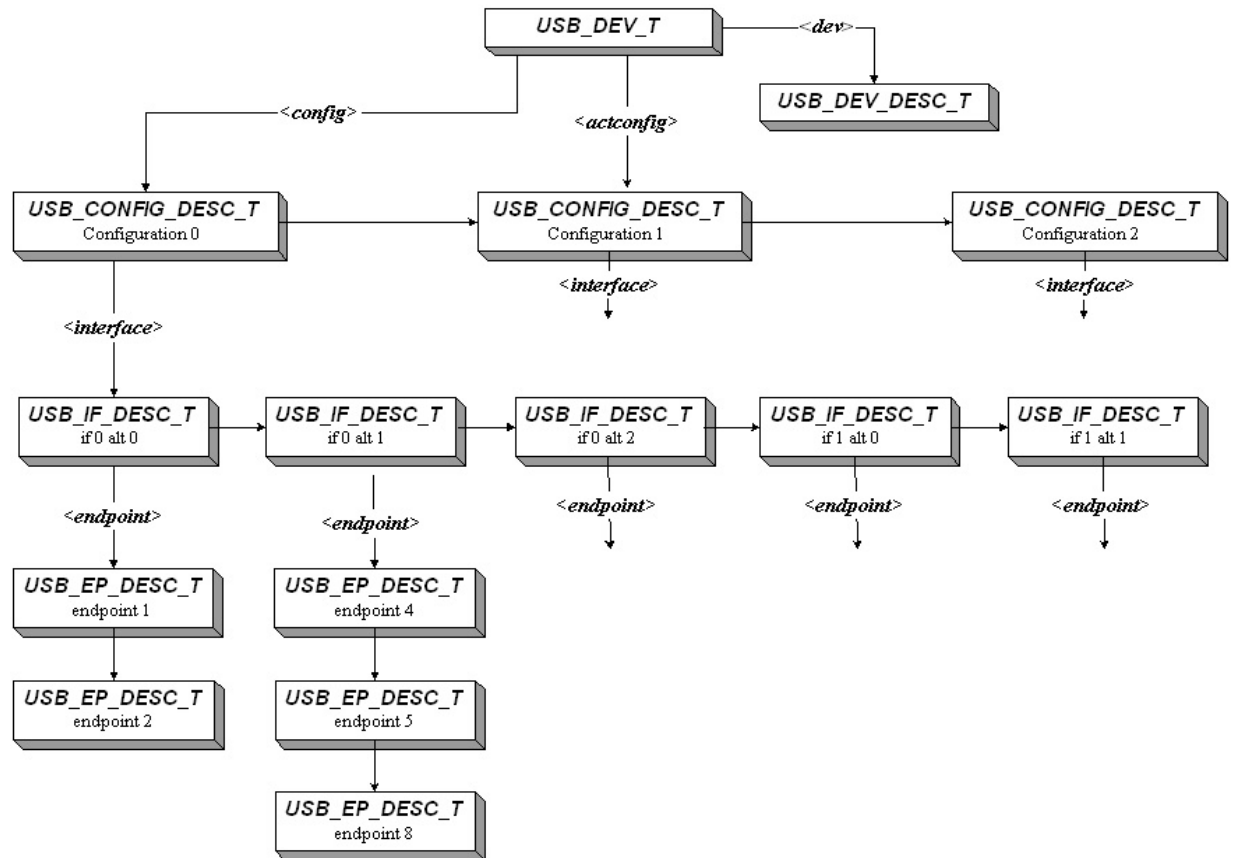 USB_DEV_T
<dev>
USB_DEV_DESC_T
<config>
<actconfig>
USB_CONFIG_DESC_T
Configuration 0
USB_CONFIG_DESC_T
Configuration 1
USB_CONFIG_DESC_T
Configuration 2
<interface>
<interface>
<interface>
USB_IF_DESC_T
if 0 alt 0
USB_IF_DESC_T
if 0 alt 1
USB_IF_DESC_T
if 0 alt 2
USB_IF_DESC_T
if 1 alt 0
USB_IF_DESC_T
if 1 alt 1
<endpoint>
<endpoint>
<endpoint>
<endpoint>
<endpoint>
USB_EP_DESC_T
endpoint 1
USB_EP_DESC_T
endpoint 4
USB_EP_DESC_T
endpoint 2
USB_EP_DESC_T
endpoint 5
USB_EP_DESC_T
endpoint 8